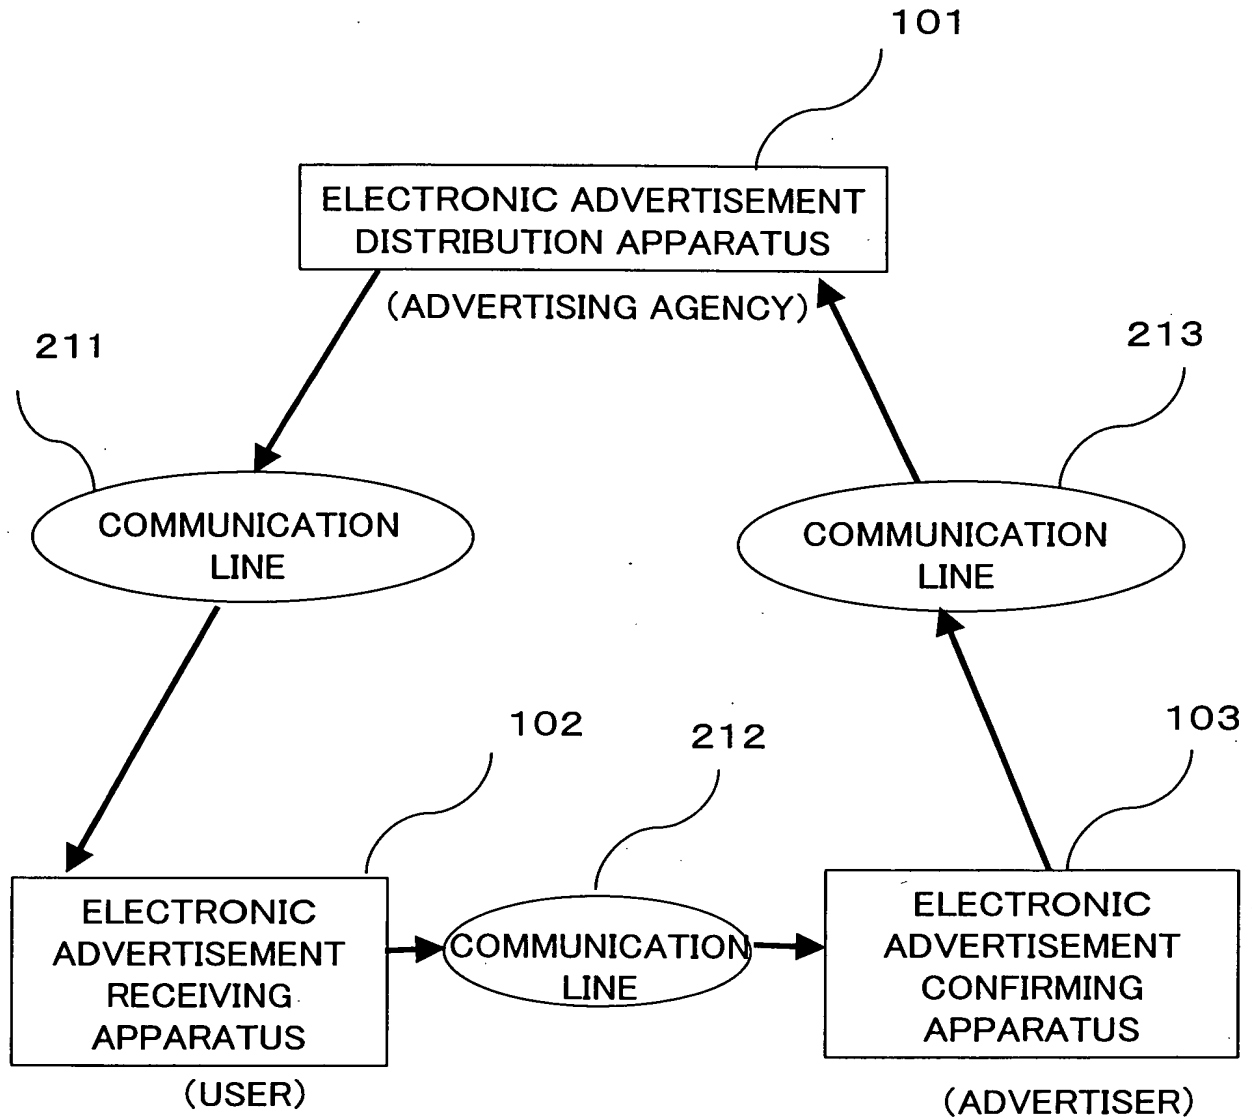 101
ELECTRONIC ADVERTISEMENT
DISTRIBUTION APPARATUS
(ADVERTISING AGENCY)
211
213
COMMUNICATION
LINE
COMMUNICATION
LINE
102
212
103
ELECTRONIC
ADVERTISEMENT
RECEIVING
APPARATUS
(USER)
COMMUNICATION
LINE
ELECTRONIC
ADVERTISEMENT
CONFIRMING
APPARATUS
(ADVERTISER)